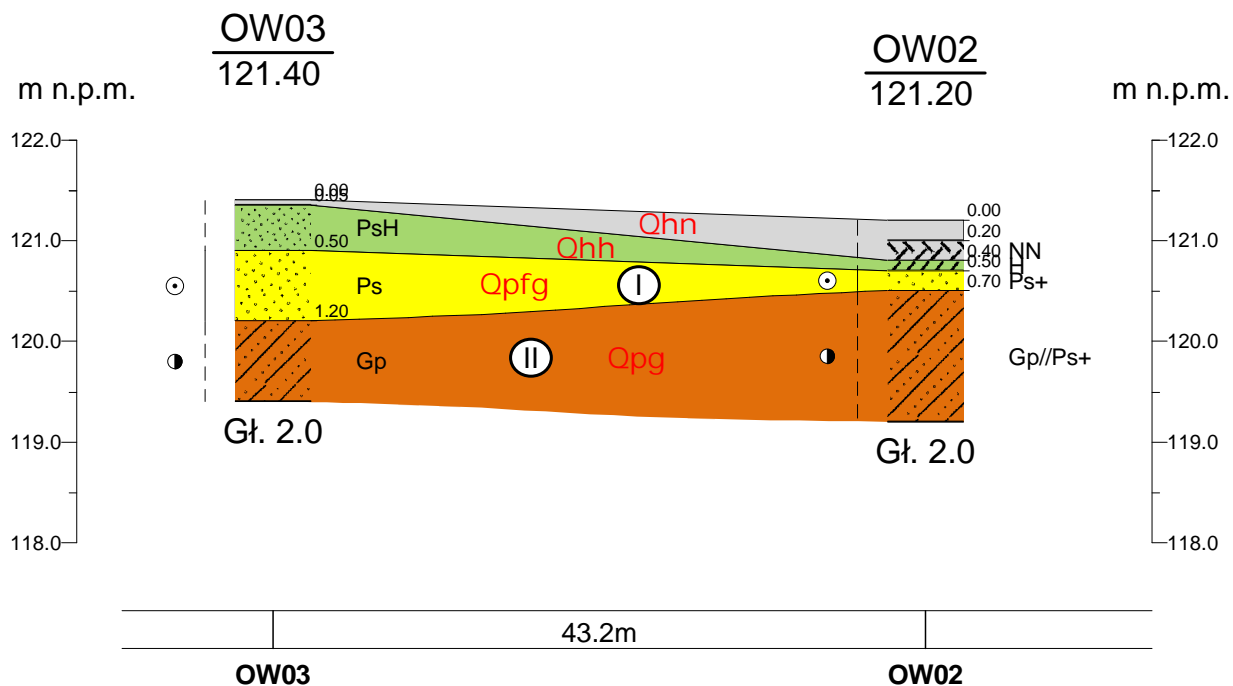 OW03
121.40
OW02
121.20
m n.p.m.
m n.p.m.
122.0
122.0
0.00
0.05
PsH
Qhn
0.00
0.20
121.0
0.50
Qhh
0.40
NN
121.0
0.50
H
Ps
Qpfg
I
0.70
Ps+
1.20
120.0
120.0
Gp
II
Qpg
Gp//Ps+
Gł. 2.0
119.0
Gł. 2.0
119.0
118.0
118.0
43.2m
OW03
OW02